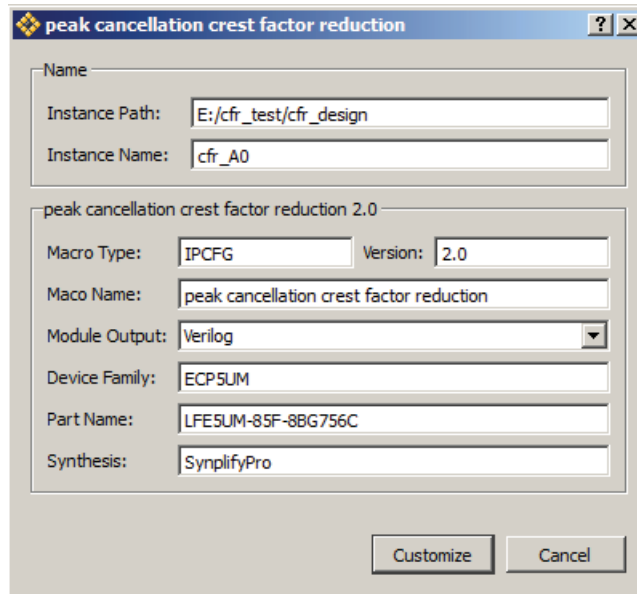 peak cancellation crest factor reduction
Name
Instance Path: E:/cfr_test/cfr_design
Instance Name: cfr_A0
peak cancellation crest factor reduction 2.0
Macro Type: IPCFG Version: 2.0
Maco Name: peak cancellation crest factor reduction
Module Output: Verilog
Device Family: ECP5UM
Part Name: LFE5UM-85F-8BG756C
Synthesis: SynplifyPro
Customize Cancel